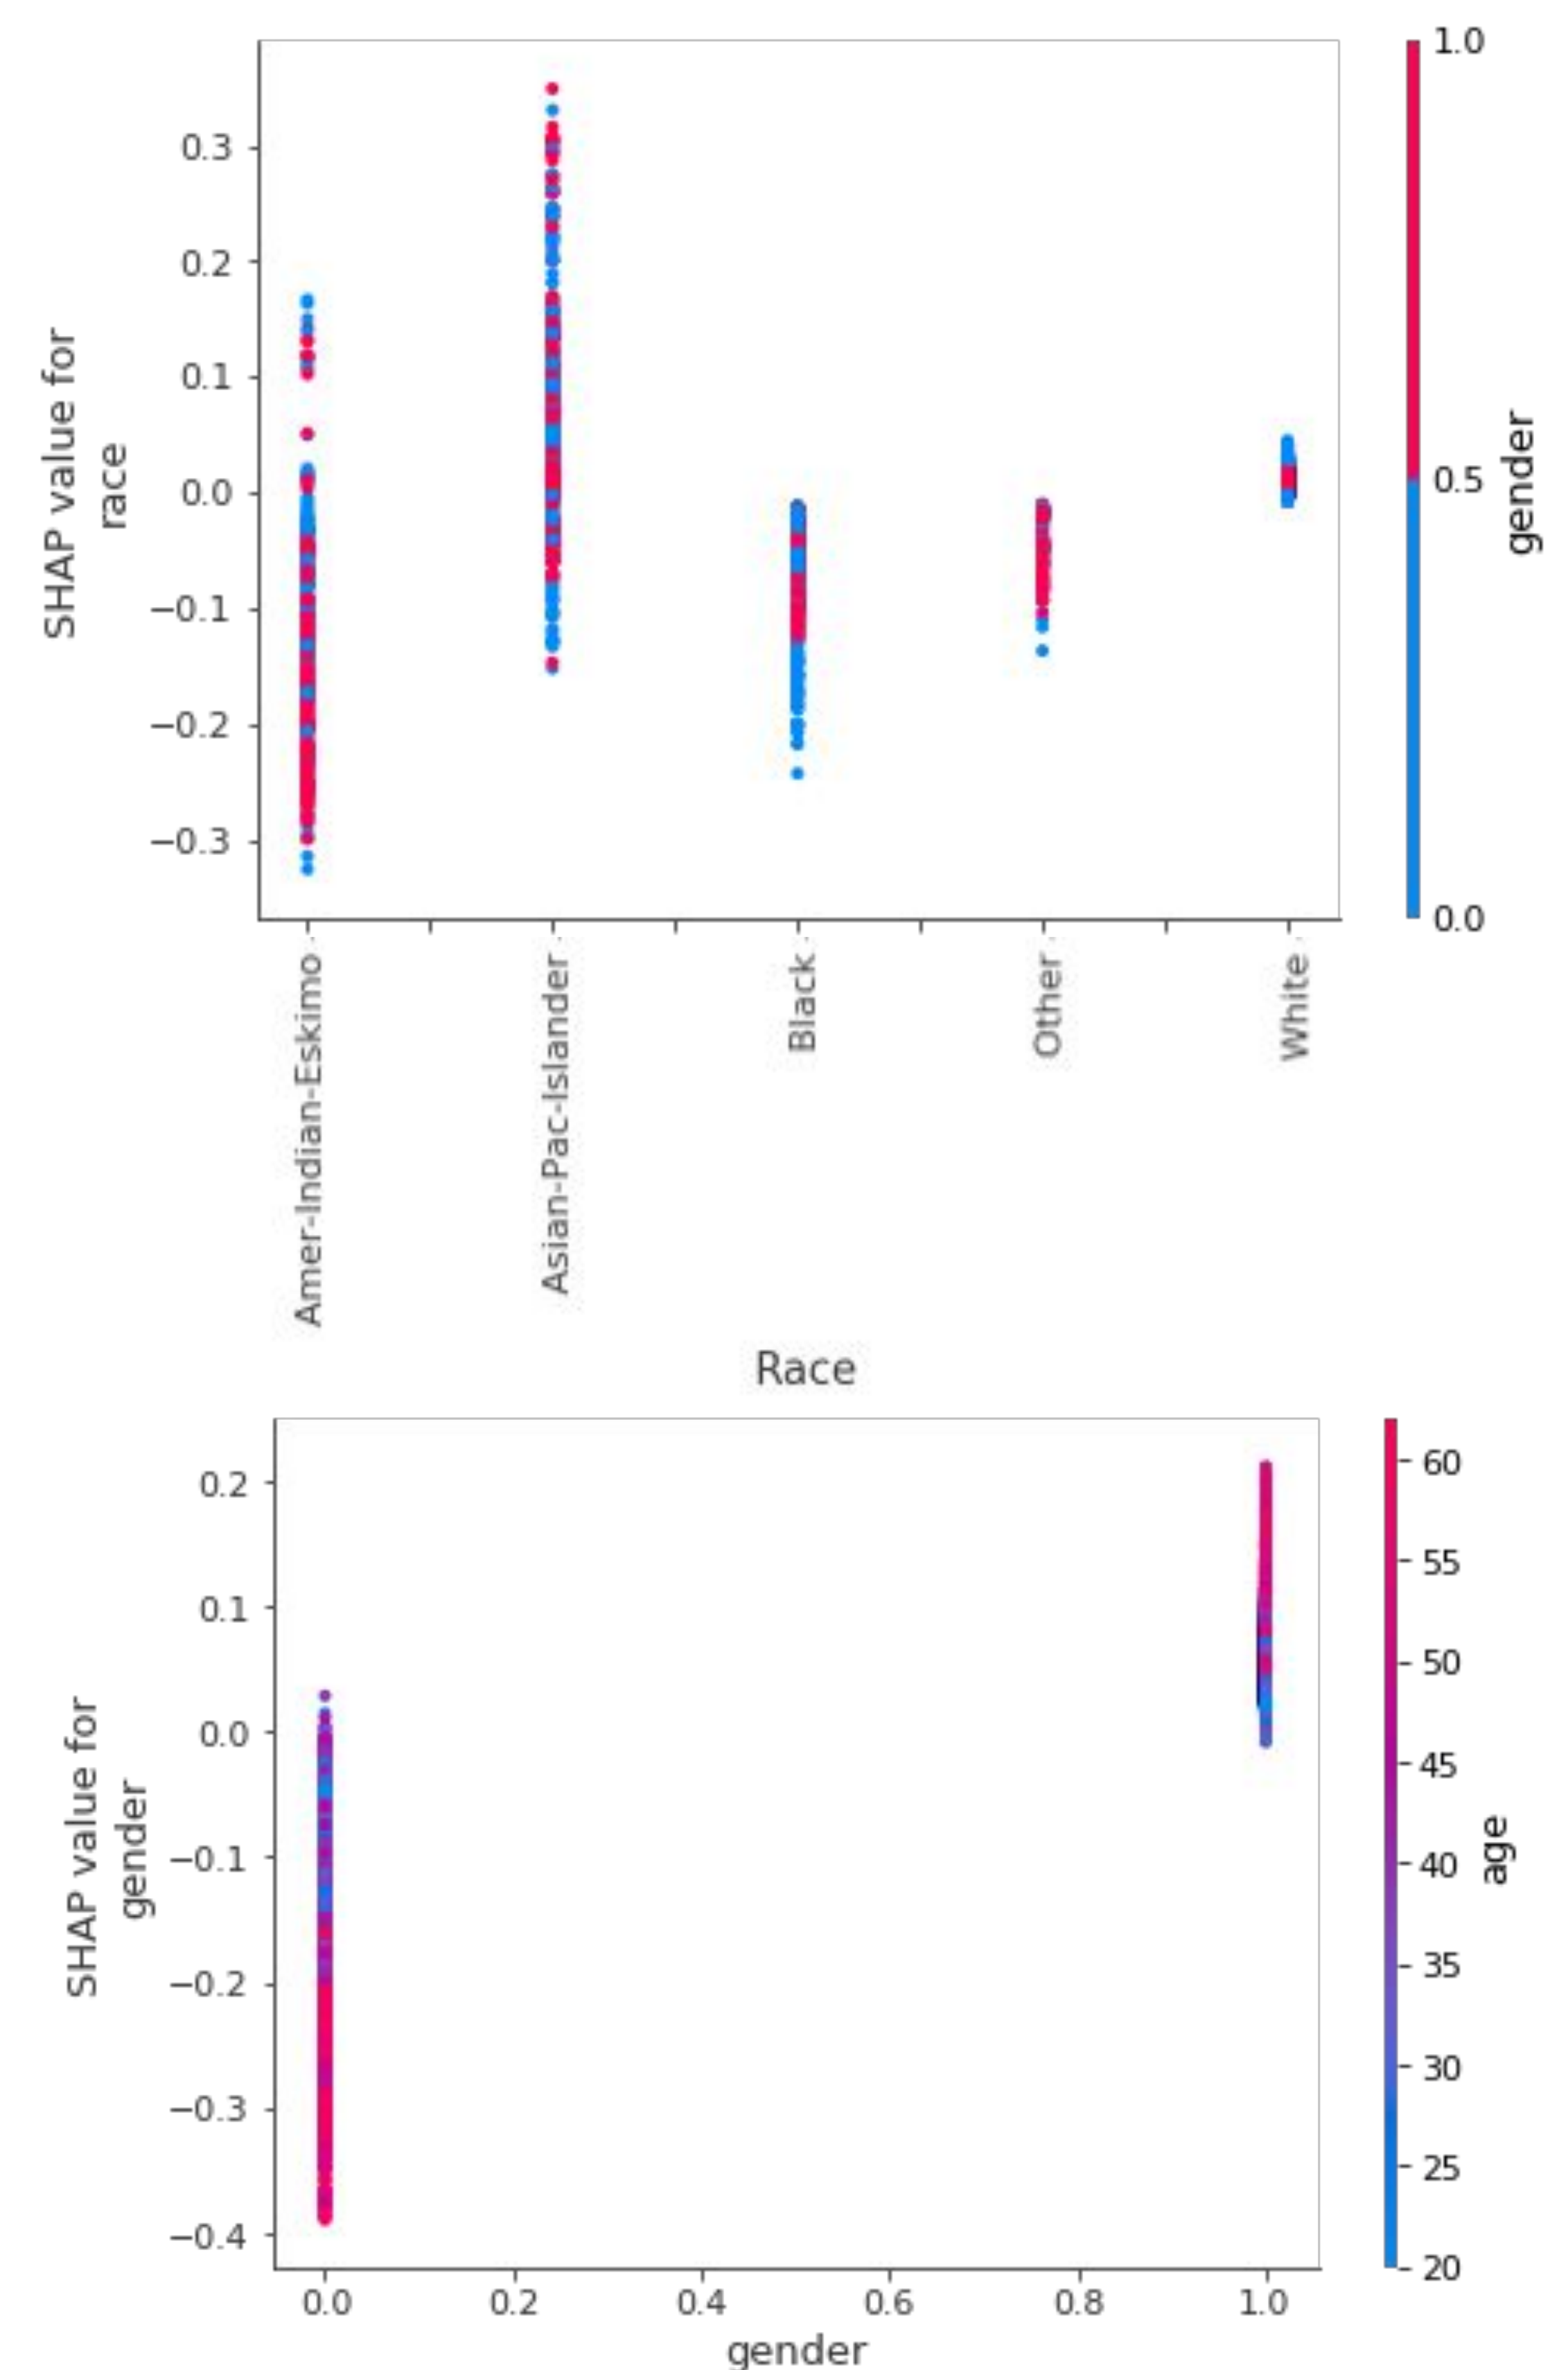 SHAP value for
race
0.3
0.2
0.1
0.0
−0.1
−0.2
−0.3
Amer-Indian-Eskimo
Asian-Pac-Islander
Black
Other
White
Race
1.0
0.5
0.0
gender
SHAP value for
gender
0.2
0.1
0.0
−0.1
−0.2
−0.3
−0.4
0.0 0.2 0.4 0.6 0.8 1.0
gender
60
55
50
45
40
35
30
25
20
age